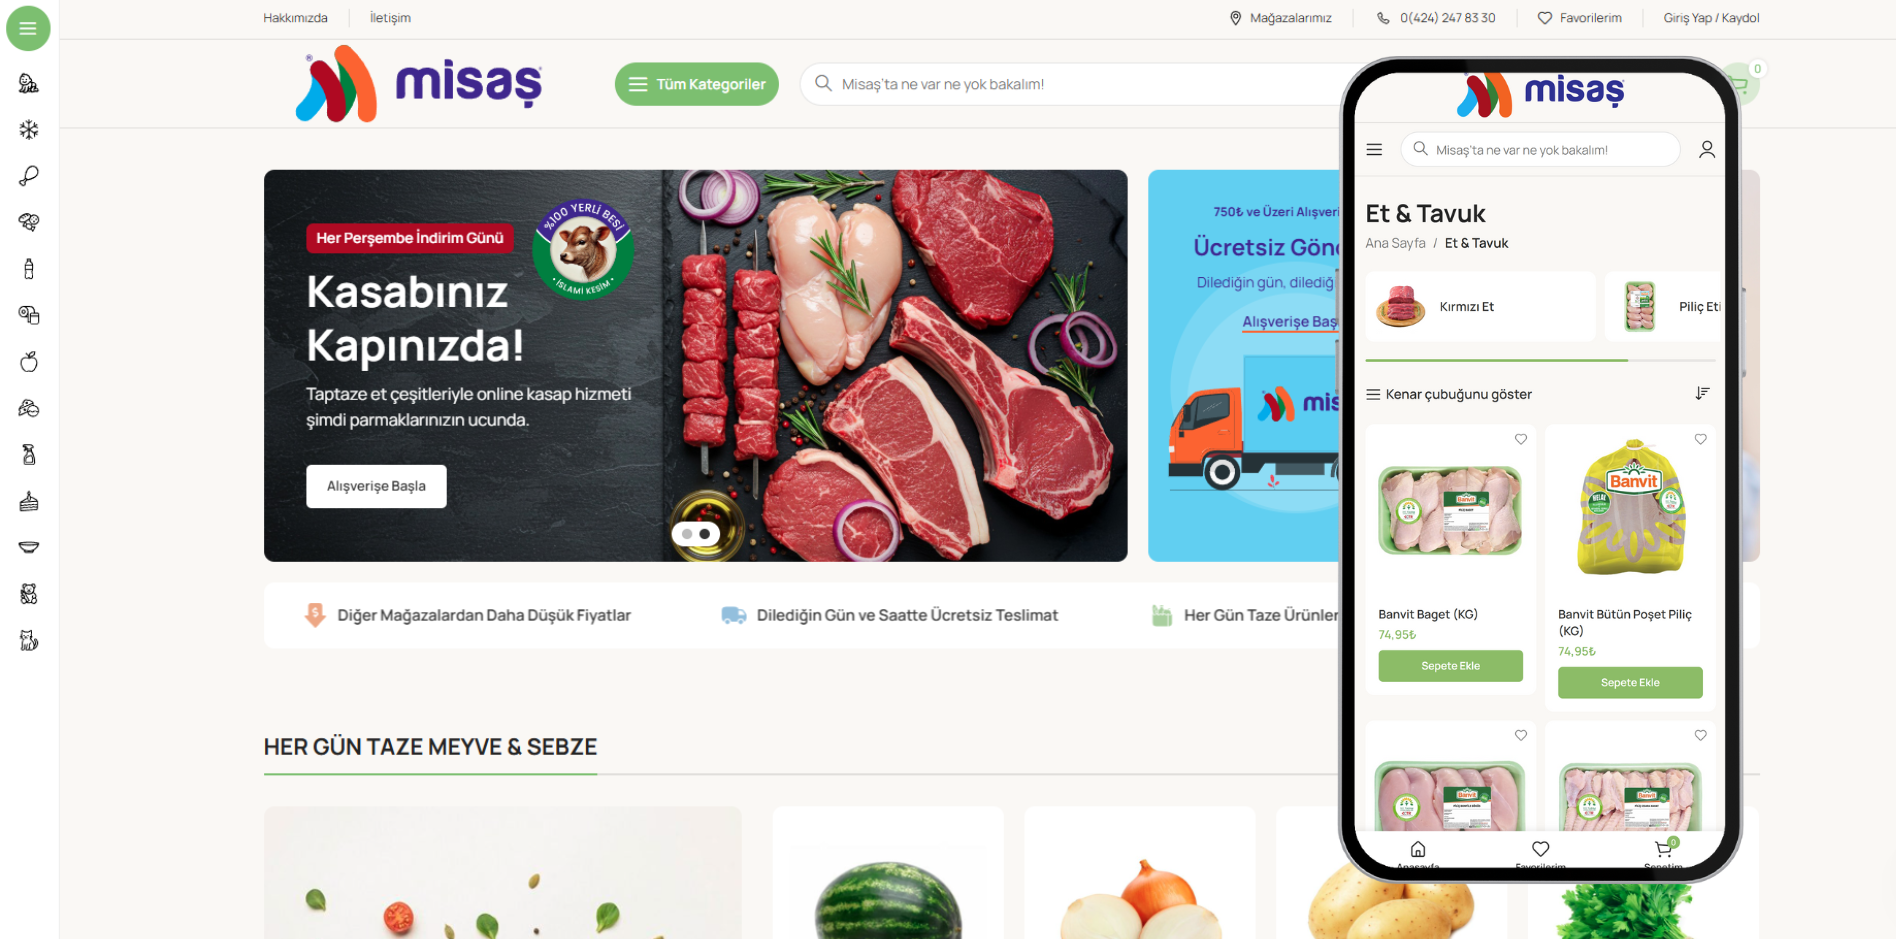 Hakkımızda
İletişim
Mağazalarımız
0(424) 247 83 30
Favorilerim
Giriş Yap / Kaydol
misaş
Tüm Kategoriler
Misaş'ta ne var ne yok bakalım!
0
Her Perşembe İndirim Günü
%100 YERLİ BESİ
• İSLAMİ KESİM •
Kasabınız
Kapınızda!
Taptaze et çeşitleriyle online kasap hizmeti
şimdi parmaklarınızın ucunda.
Alışverişe Başla
750₺ ve Üzeri Alışveri
Ücretsiz Gönd
Dilediğin gün, dilediğ
Alışverişe Baş
mis
Diğer Mağazalardan Daha Düşük Fiyatlar
Dilediğin Gün ve Saatte Ücretsiz Teslimat
Her Gün Taze Ürünler
HER GÜN TAZE MEYVE & SEBZE
misaş
Misaş'ta ne var ne yok bakalım!
Et & Tavuk
Ana Sayfa / Et & Tavuk
Kırmızı Et
Piliç Eti
Kenar çubuğunu göster
Banvit
Banvit
Banvit Baget (KG)
74,95₺
Sepete Ekle
Banvit Bütün Poşet Piliç
(KG)
74,95₺
Sepete Ekle
Banvit
Banvit
Anasayfa
Favorilerim
0
Sepetim